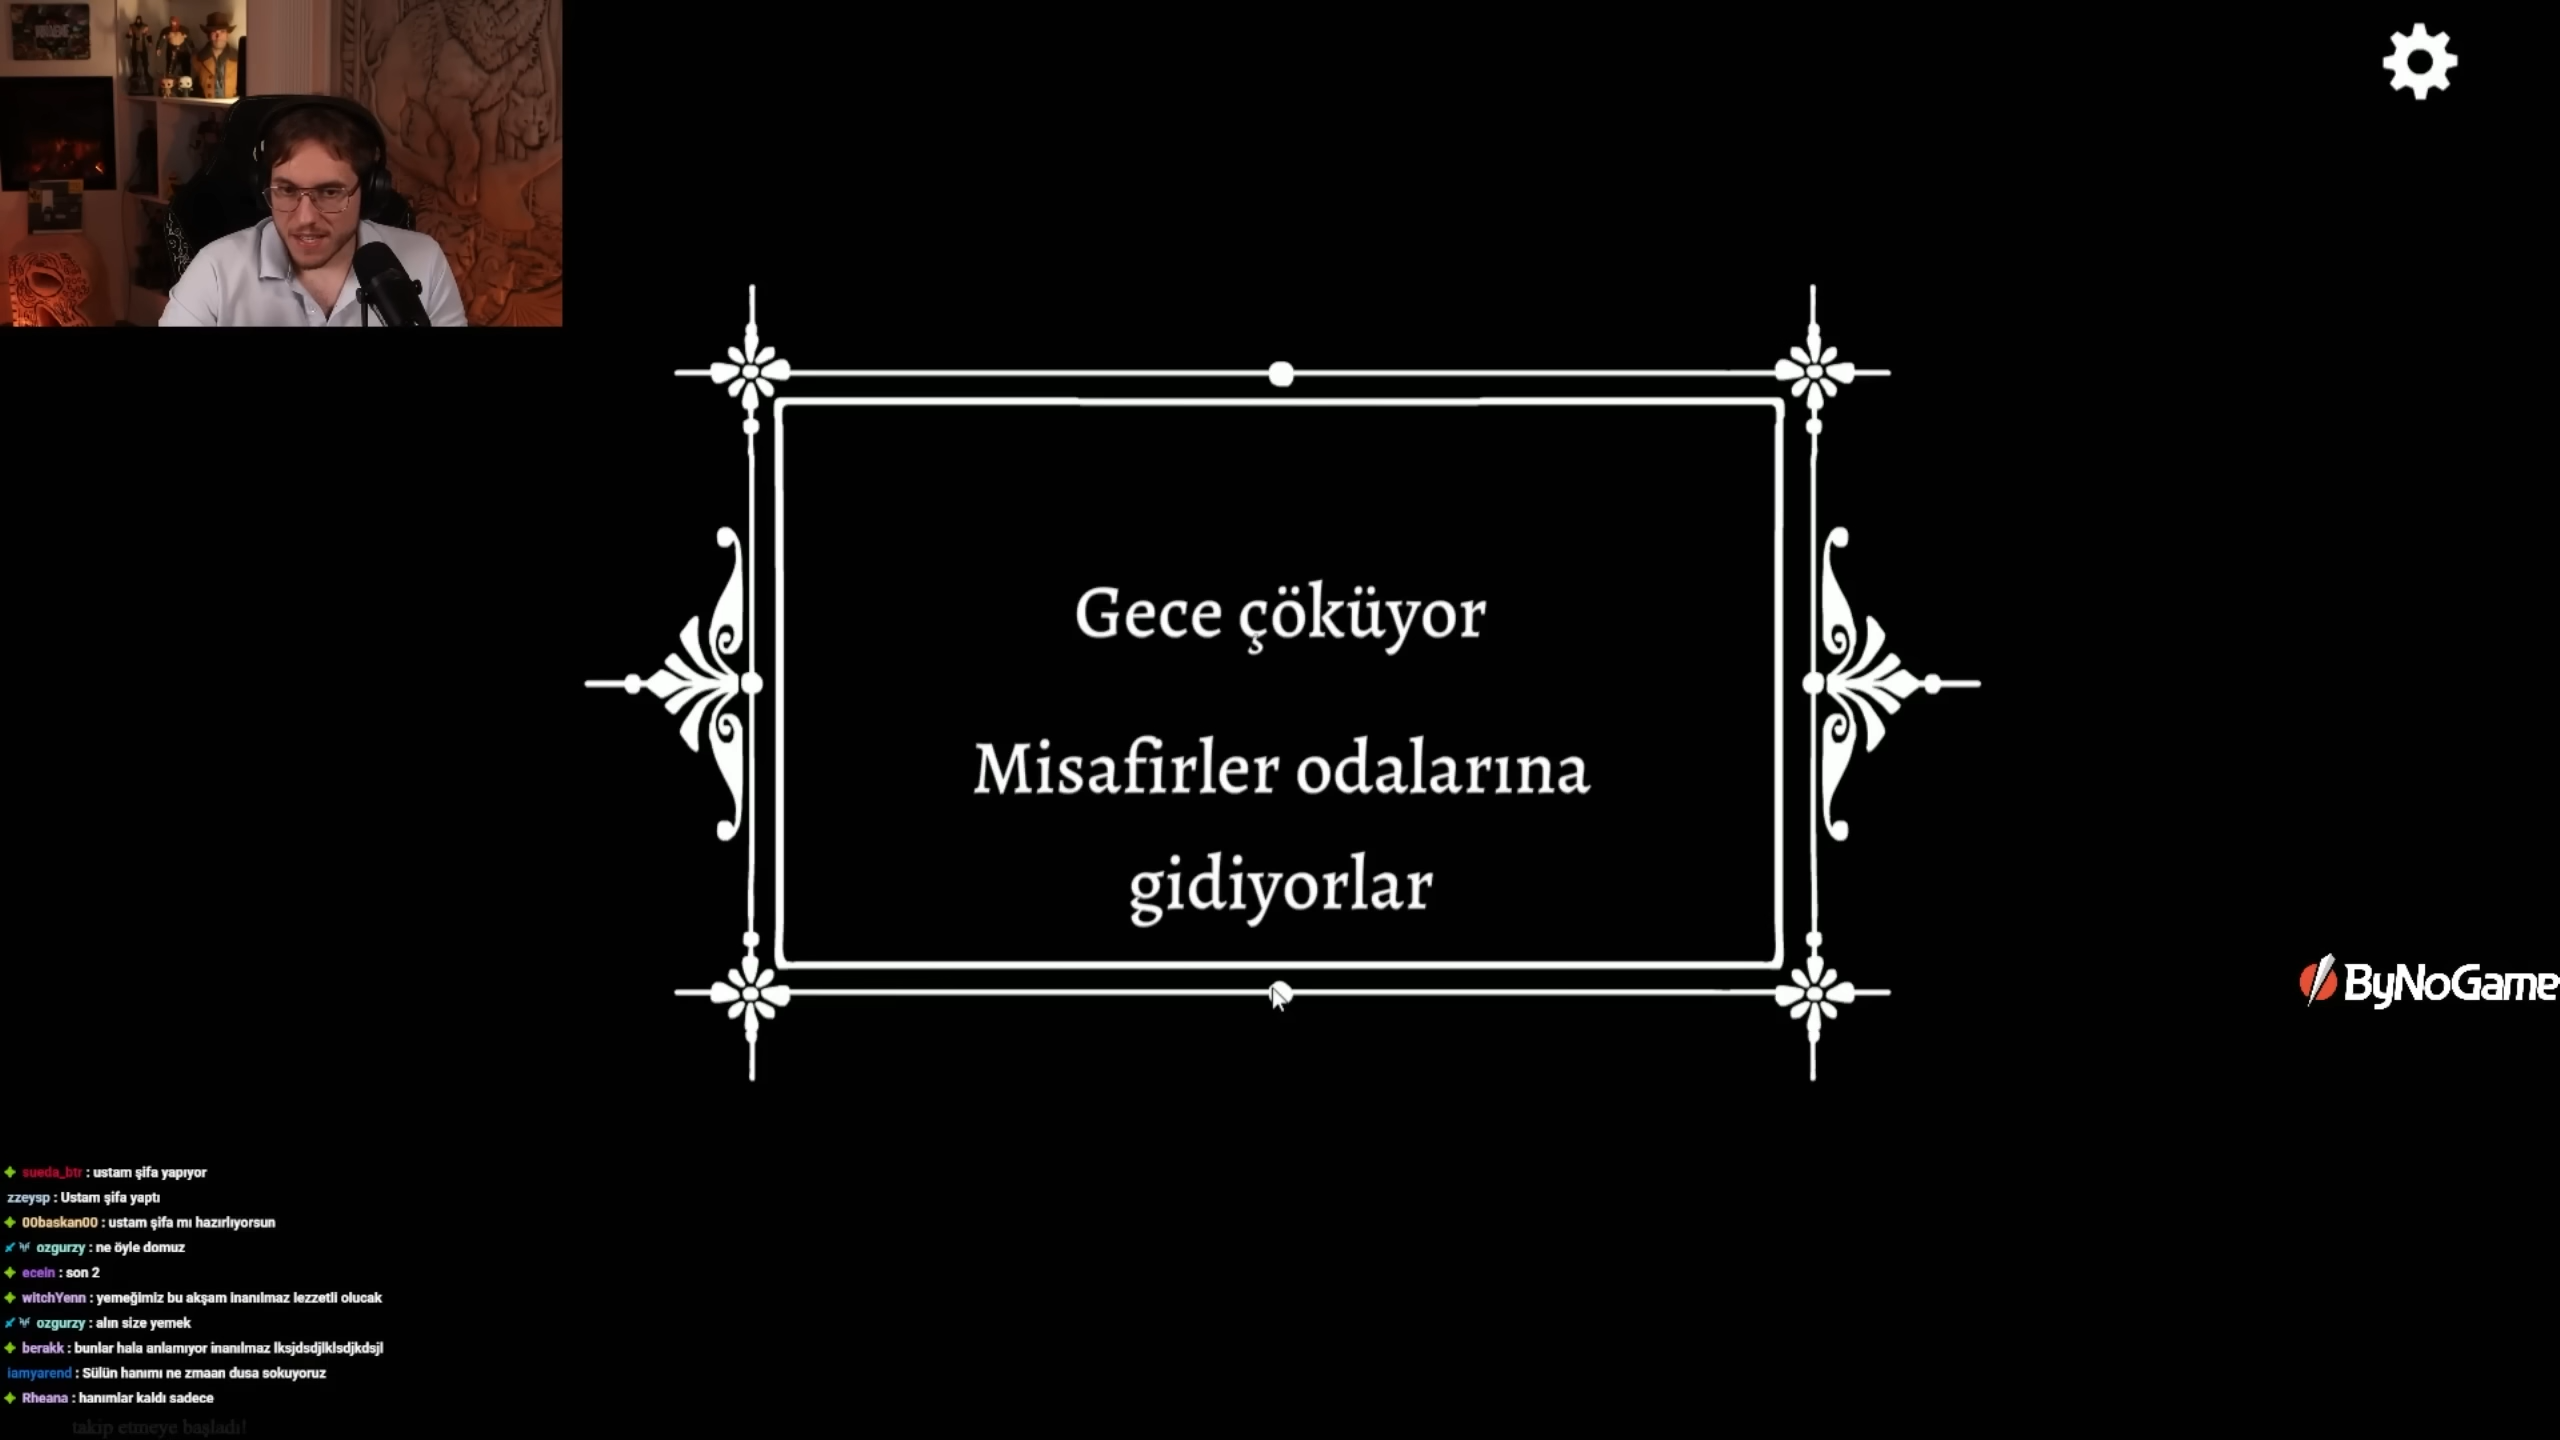 Gece çöküyor
Misafirler odalarına
gidiyorlar
ByNoGame
sueda_btr : ustam şifa yapıyor
zzeysp : Ustam şifa yaptı
00baskan00 : ustam şifa mı hazırlıyorsun
ozgurzy : ne öyle domuz
ecein : son 2
witchYenn : yemeğimiz bu akşam inanılmaz lezzetli olucak
ozgurzy : alın size yemek
berakk : bunlar hala anlamıyor inanılmaz lksjdsdjlklsdjkdsjl
iamyarend : Sülün hanımı ne zmaan dusa sokuyoruz
Rheana : hanımlar kaldı sadece
takip etmeye başladı!